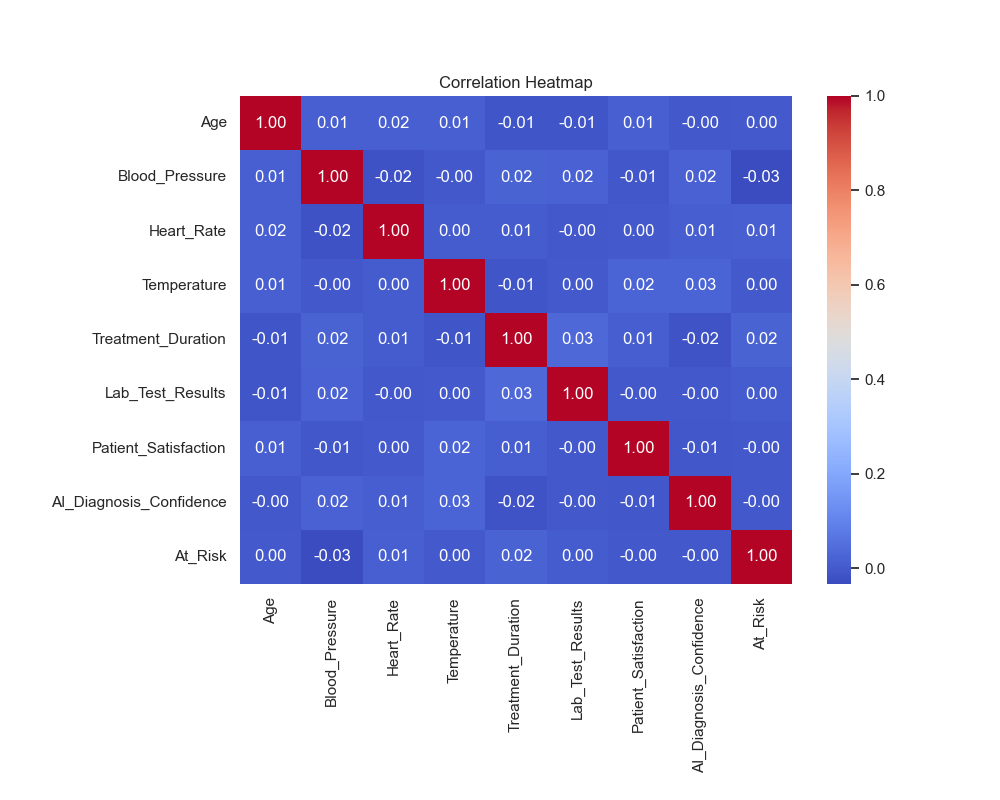 Correlation Heatmap
Age 1.00 0.01 0.02 0.01 -0.01 -0.01 0.01 -0.00 0.00
Blood_Pressure 0.01 1.00 -0.02 -0.00 0.02 0.02 -0.01 0.02 -0.03
Heart_Rate 0.02 -0.02 1.00 0.00 0.01 -0.00 0.00 0.01 0.01
Temperature 0.01 -0.00 0.00 1.00 -0.01 0.00 0.02 0.03 0.00
Treatment_Duration -0.01 0.02 0.01 -0.01 1.00 0.03 0.01 -0.02 0.02
Lab_Test_Results -0.01 0.02 -0.00 0.00 0.03 1.00 -0.00 -0.00 0.00
Patient_Satisfaction 0.01 -0.01 0.00 0.02 0.01 -0.00 1.00 -0.01 -0.00
AI_Diagnosis_Confidence -0.00 0.02 0.01 0.03 -0.02 -0.00 -0.01 1.00 -0.00
At_Risk 0.00 -0.03 0.01 0.00 0.02 0.00 -0.00 -0.00 1.00
Age
Blood_Pressure
Heart_Rate
Temperature
Treatment_Duration
Lab_Test_Results
Patient_Satisfaction
AI_Diagnosis_Confidence
At_Risk
1.0
0.8
0.6
0.4
0.2
0.0